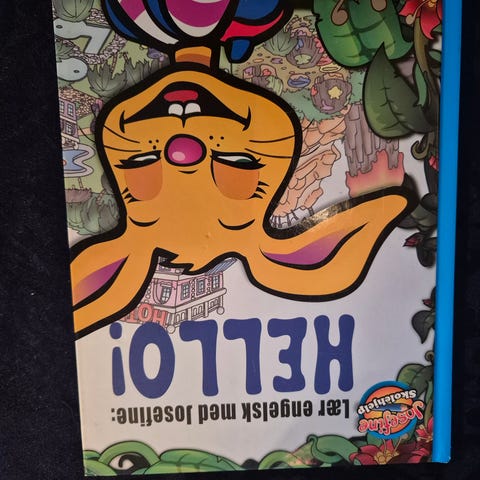 Josefine
Skolehjelp
Lær engelsk med Josefine:
HELLO!